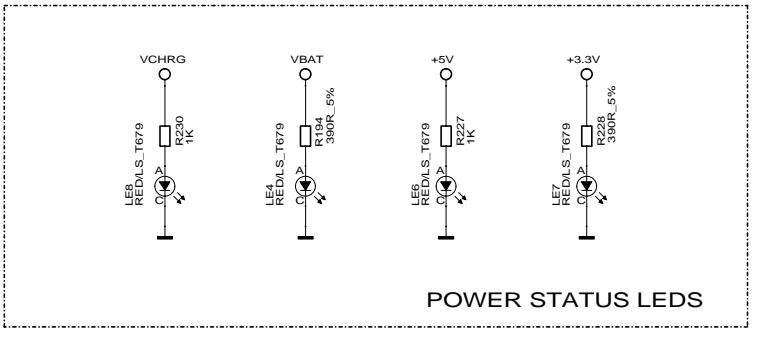 VCHRG
VBAT
+5V
+3.3V
R230
1K
R194
390R_5%
R227
1K
R228
390R_5%
LE8
RED/LS_T679
A
C
LE4
RED/LS_T679
A
C
LE6
RED/LS_T679
A
C
LE7
RED/LS_T679
A
C
POWER STATUS LEDS